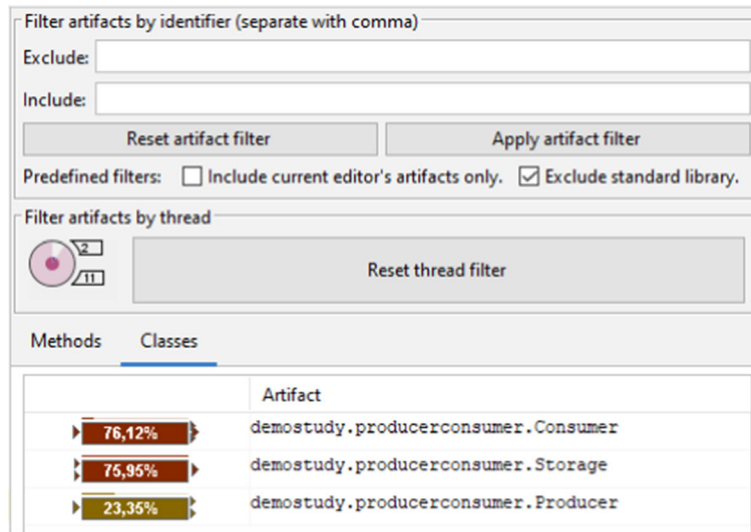 Filter artifacts by identifier (separate with comma)
Exclude:
Include:
Reset artifact filter Apply artifact filter
Predefined filters: Include current editor's artifacts only. Exclude standard library.
Filter artifacts by thread
2
11
Reset thread filter
Methods Classes
Artifact
76,12% demostudy.producerconsumer.Consumer
75,95% demostudy.producerconsumer.Storage
23,35% demostudy.producerconsumer.Producer